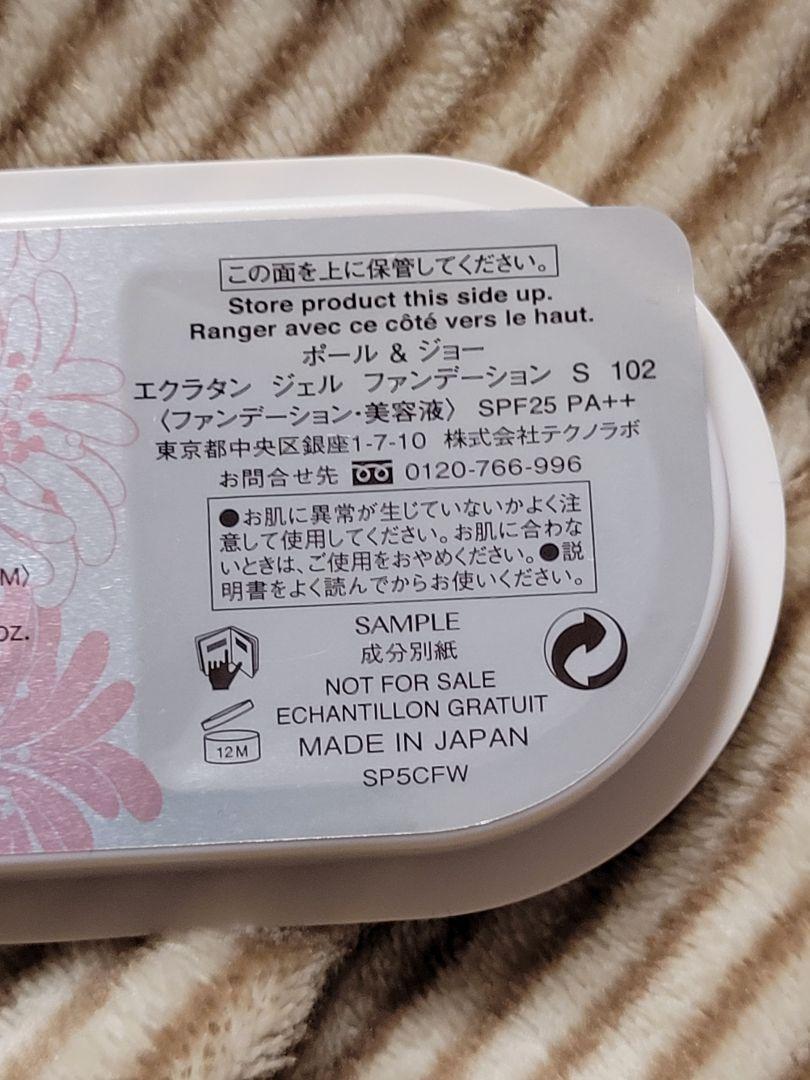 この面を上に保管してください。
Store product this side up.
Ranger avec ce côté vers le haut.
ポール & ジョー
エクラタン ジェル ファンデーション S 102
〈ファンデーション・美容液〉 SPF25 PA++
東京都中央区銀座1-7-10 株式会社テクノラボ
お問合せ先 0120-766-996
●お肌に異常が生じていないかよく注
意して使用してください。お肌に合わな
いときは、ご使用をおやめください。●説
明書をよく読んでからお使いください。
M〉
oz.
SAMPLE
成分別紙
NOT FOR SALE
ECHANTILLON GRATUIT
12M
MADE IN JAPAN
SP5CFW